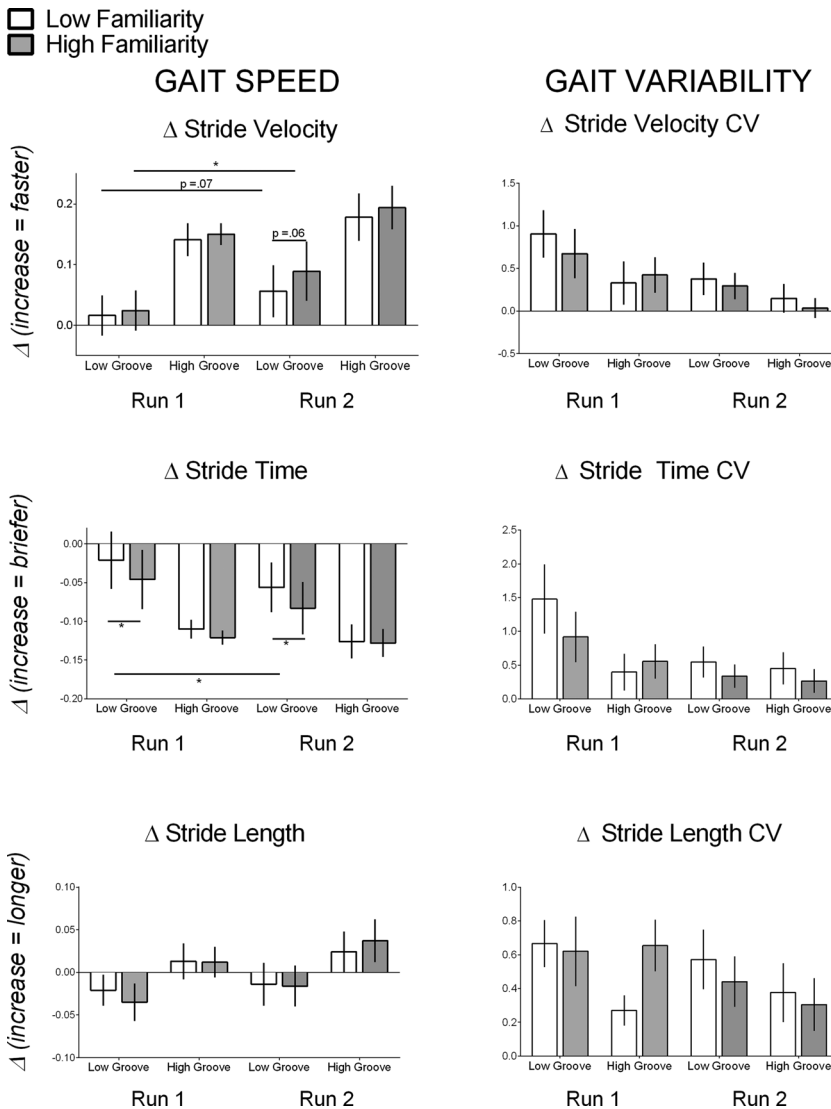 Low Familiarity
High Familiarity
GAIT SPEED
GAIT VARIABILITY
Δ Stride Velocity
Δ (increase = faster)
*
p =.07
p =.06
0.2
0.1
0.0
Low Groove High Groove Low Groove High Groove
Run 1 Run 2
Δ Stride Velocity CV
1.5
1.0
0.5
0.0
-0.5
Low Groove High Groove Low Groove High Groove
Run 1 Run 2
Δ Stride Time
Δ (increase = briefer)
0.00
-0.05
-0.10
-0.15
-0.20
*
*
*
Low Groove High Groove Low Groove High Groove
Run 1 Run 2
Δ Stride Time CV
2.5
2.0
1.5
1.0
0.5
0.0
Low Groove High Groove Low Groove High Groove
Run 1 Run 2
Δ Stride Length
Δ (increase = longer)
0.10
0.05
0.00
-0.05
-0.10
Low Groove High Groove Low Groove High Groove
Run 1 Run 2
Δ Stride Length CV
1.0
0.8
0.6
0.4
0.2
0.0
Low Groove High Groove Low Groove High Groove
Run 1 Run 2